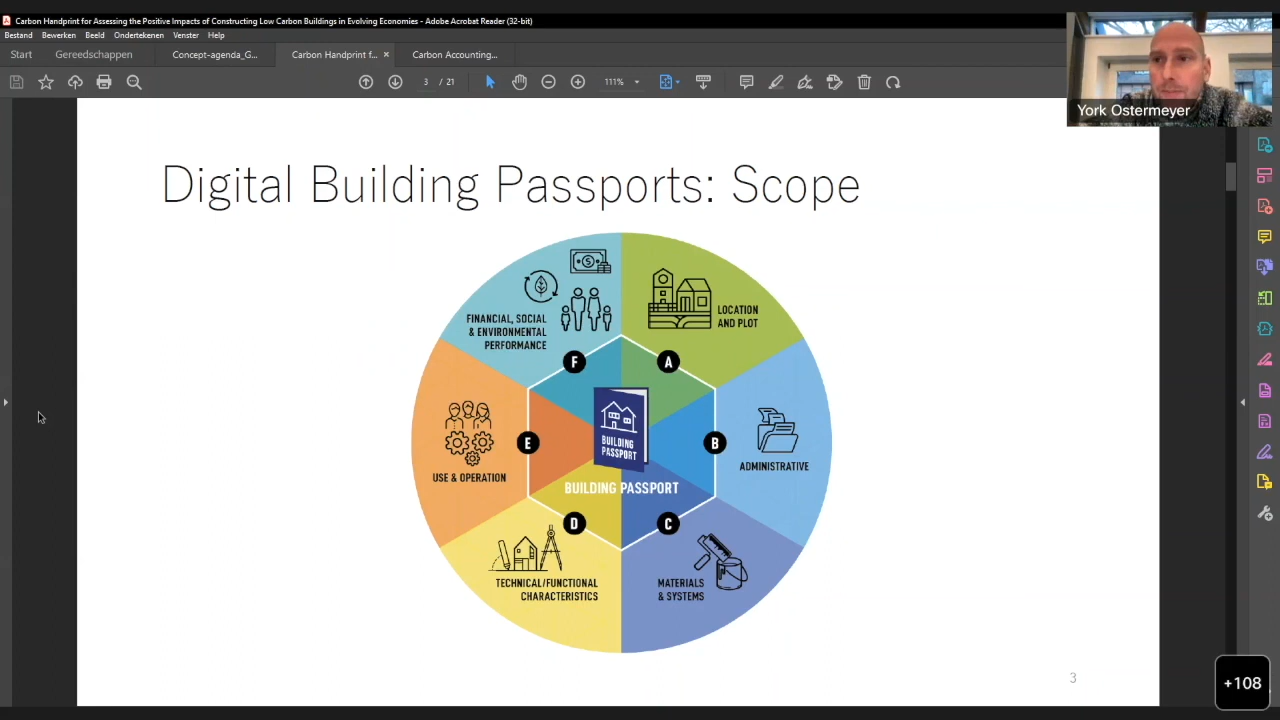 Carbon Handprint for Assessing the Positive Impacts of Constructing Low Carbon Buildings in Evolving Economies - Adobe Acrobat Reader (32-bit)
Bestand Bewerken Beeld Ondertekenen Venster Help
Start Gereedschappen Concept-agenda_G... Carbon Handprint f... × Carbon Accounting...
3 / 21 111%
York Ostermeyer
Digital Building Passports: Scope
FINANCIAL, SOCIAL
& ENVIRONMENTAL
PERFORMANCE
LOCATION
AND PLOT
F
A
E
BUILDING
PASSPORT
B
USE & OPERATION
ADMINISTRATIVE
BUILDING PASSPORT
D
C
TECHNICAL/FUNCTIONAL
CHARACTERISTICS
MATERIALS
& SYSTEMS
3
+108